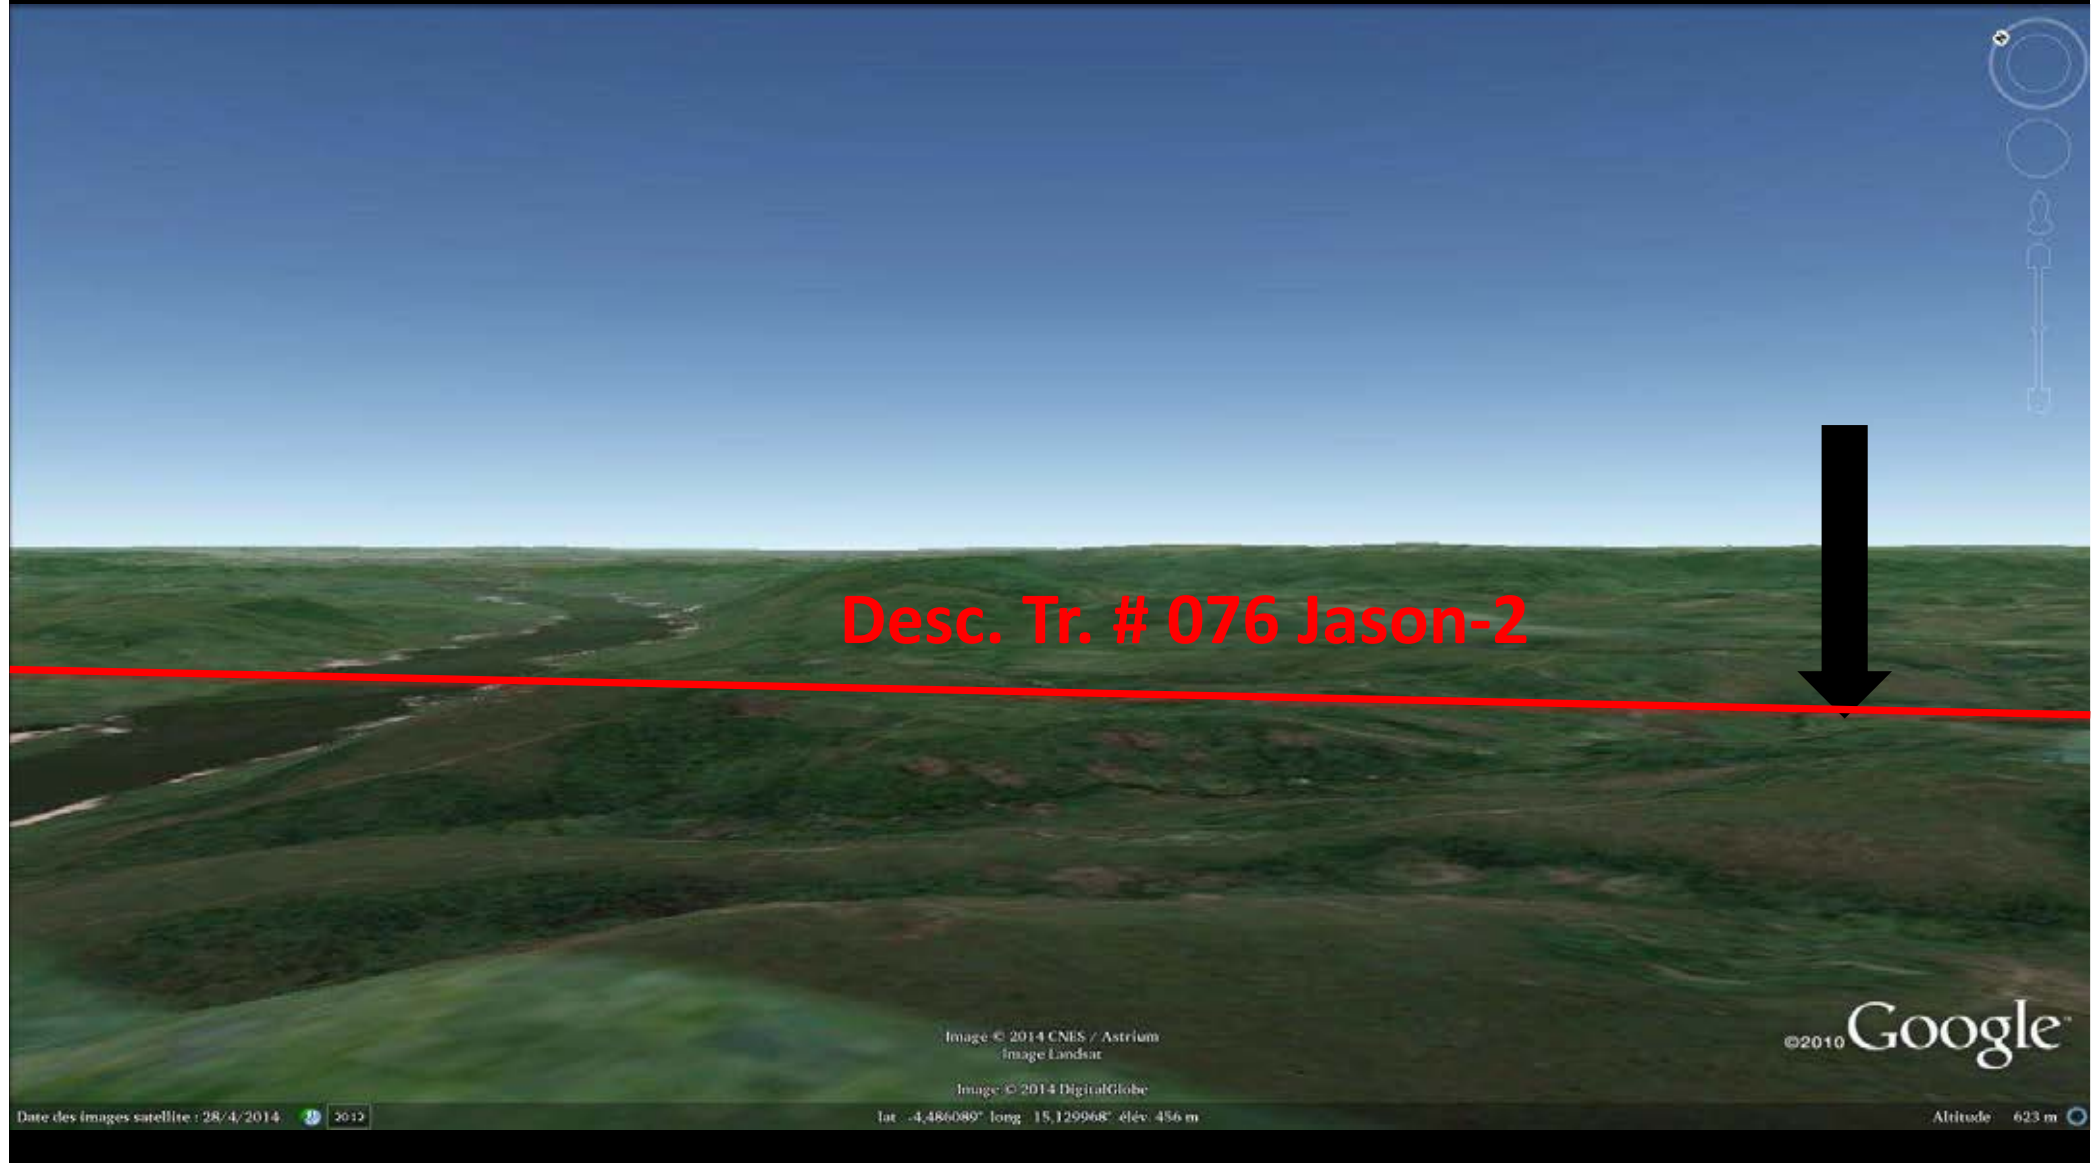 Desc. Tr. # 076 Jason-2
Image © 2014 CNES / Astrium
Image Landsat
©2010 Google
Image © 2014 DigitalGlobe
Date des images satellite : 28/4/2014 2012 lat -4,486089° long 15,129968° élév. 456 m Altitude 623 m